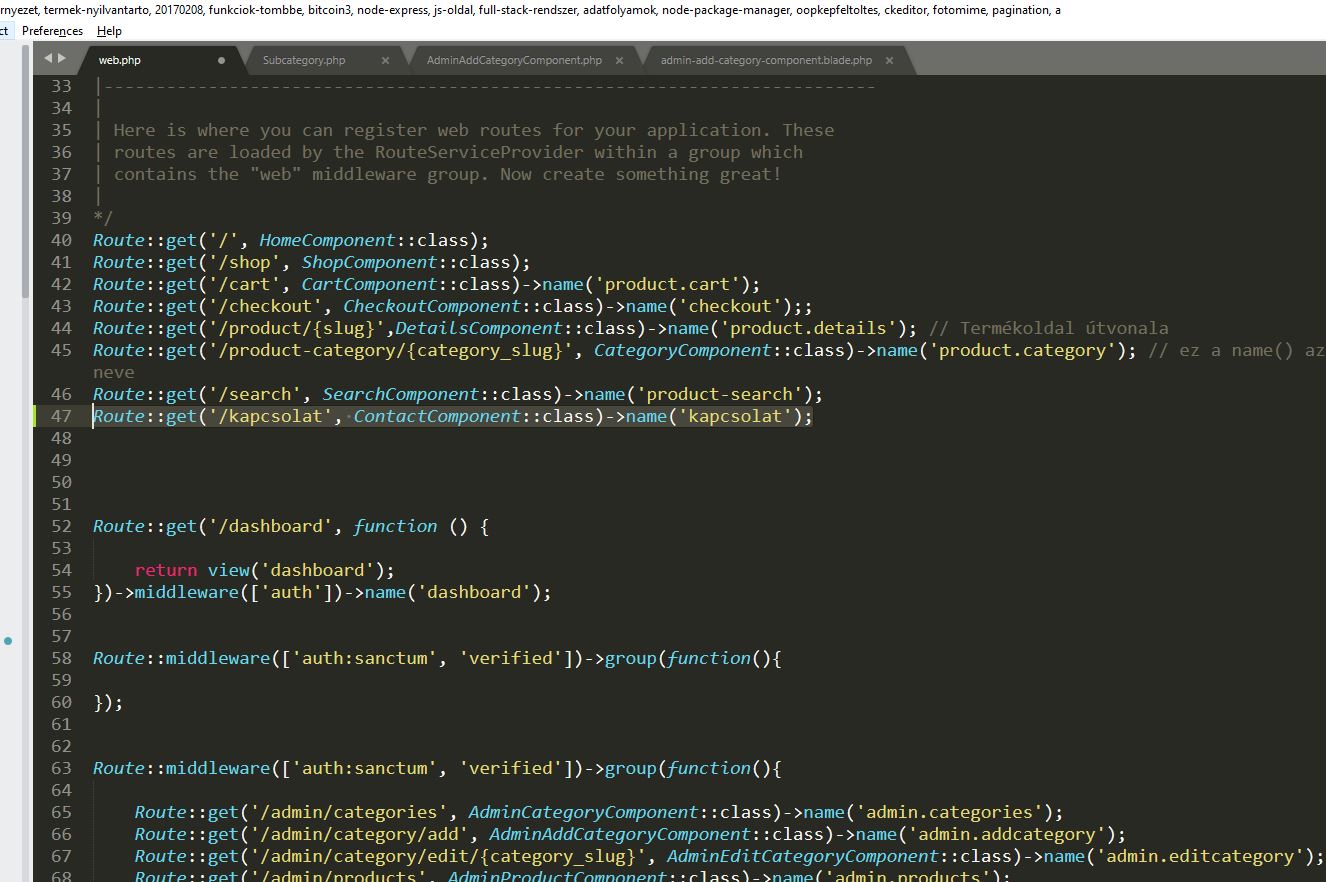 rnyezet, termek-nyilvantarto, 20170208, funkciok-tombbe, bitcoin3, node-express, js-oldal, full-stack-rendszer, adatfolyamok, node-package-manager, oopkepfeltoltes, ckeditor, fotomime, pagination, a
ct Preferences Help
web.php Subcategory.php AdminAddCategoryComponent.php admin-add-category-component.blade.php
33 |--------------------------------------------------------------------------
34 |
35 | Here is where you can register web routes for your application. These
36 | routes are loaded by the RouteServiceProvider within a group which
37 | contains the "web" middleware group. Now create something great!
38 |
39 */
40 Route::get('/', HomeComponent::class);
41 Route::get('/shop', ShopComponent::class);
42 Route::get('/cart', CartComponent::class)->name('product.cart');
43 Route::get('/checkout', CheckoutComponent::class)->name('checkout');;
44 Route::get('/product/{slug}',DetailsComponent::class)->name('product.details'); // Termékoldal útvonala
45 Route::get('/product-category/{category_slug}', CategoryComponent::class)->name('product.category'); // ez a name() az
neve
46 Route::get('/search', SearchComponent::class)->name('product-search');
47 Route::get('/kapcsolat', ContactComponent::class)->name('kapcsolat');
48
49
50
51
52 Route::get('/dashboard', function () {
53
54 return view('dashboard');
55 })->middleware(['auth'])->name('dashboard');
56
57
58 Route::middleware(['auth:sanctum', 'verified'])->group(function(){
59
60 });
61
62
63 Route::middleware(['auth:sanctum', 'verified'])->group(function(){
64
65 Route::get('/admin/categories', AdminCategoryComponent::class)->name('admin.categories');
66 Route::get('/admin/category/add', AdminAddCategoryComponent::class)->name('admin.addcategory');
67 Route::get('/admin/category/edit/{category_slug}', AdminEditCategoryComponent::class)->name('admin.editcategory');
68 Route::get('/admin/products', AdminProductComponent::class)->name('admin.products');